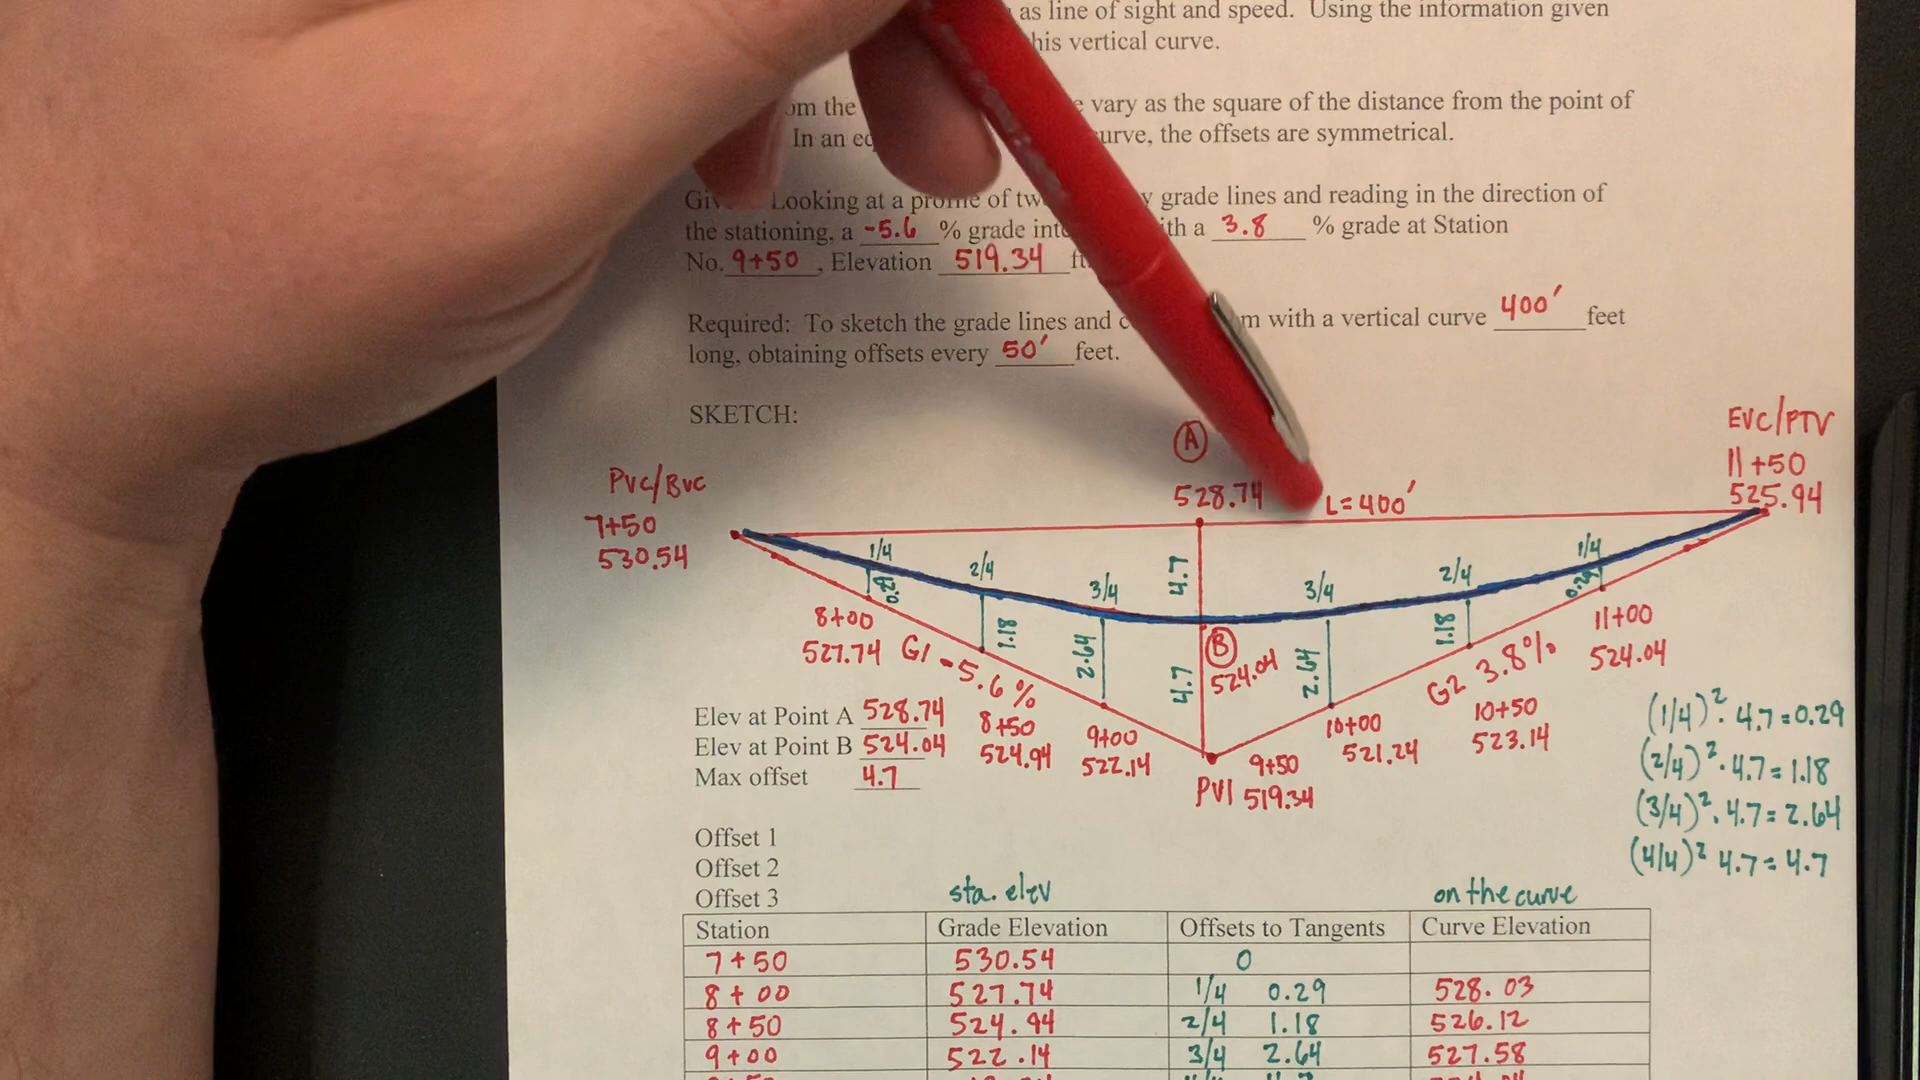 as line of sight and speed. Using the information given
his vertical curve.
om the vary as the square of the distance from the point of
In an urve, the offsets are symmetrical.
Looking at a profile of grade lines and reading in the direction of
the stationing, a -5.6 % grade ith a 3.8 % grade at Station
No. 9+50, Elevation 519.34 ft
Required: To sketch the grade lines and m with a vertical curve 400' feet
long, obtaining offsets every 50' feet.
SKETCH:
A
528.74
L=400'
EVC/PTV
11+50
525.94
PVC/BVC
7+50
530.54
1/4
2/4
3/4
4.7
3/4
2/4
1/4
0.29
1.18
2.64
4.7
B
524.04
2.64
1.18
0.29
8+00
527.74
G1 -5.6%
8+50
524.94
9+00
522.14
PVI
9+50
519.34
10+00
521.24
G2 3.8%
10+50
523.14
11+00
524.04
Elev at Point A 528.74
Elev at Point B 524.04
Max offset 4.7
(1/4)². 4.7=0.29
(2/4)². 4.7=1.18
(3/4)². 4.7=2.64
(4/4)² 4.7=4.7
Offset 1
Offset 2
Offset 3
sta. elev
on the curve
Station Grade Elevation Offsets to Tangents Curve Elevation
7+50 530.54 0
8+00 527.74 1/4 0.29 528.03
8+50 524.94 2/4 1.18 526.12
9+00 522.14 3/4 2.64 527.58